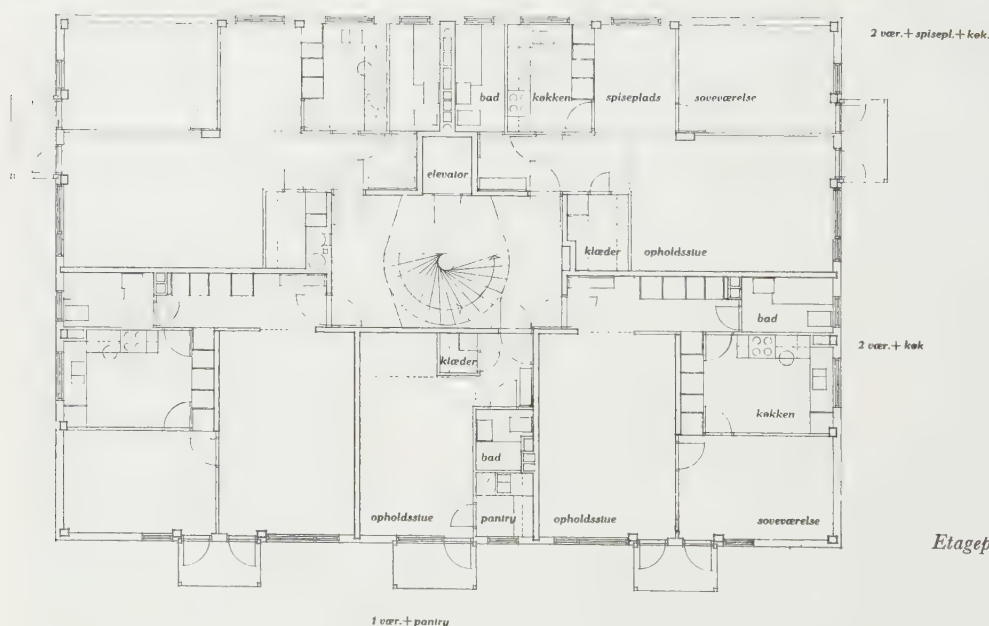 2 vær.+ spisepl.+ køk.
bad
køkken
spiseplads
soveværelse
elevator
klæder
opholdsstue
bad
2 vær.+ køk
klæder
køkken
bad
opholdsstue
pantry
opholdsstue
soveværelse
Etagep
1 vær.+ pantry